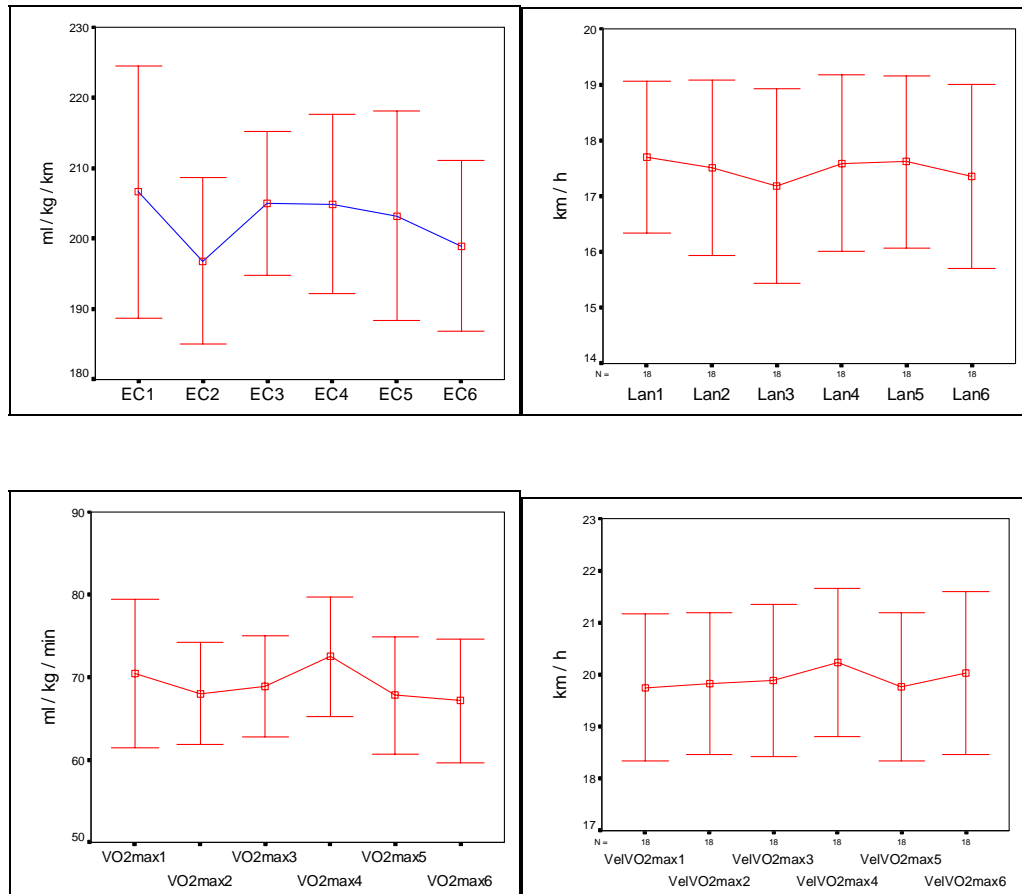 230
220
210
200
190
180
ml / kg / km
EC1 EC2 EC3 EC4 EC5 EC6
20
19
18
17
16
15
14
km / h
N = 18 18 18 18 18 18
Lan1 Lan2 Lan3 Lan4 Lan5 Lan6
90
80
70
60
50
ml / kg / min
VO2max1 VO2max3 VO2max5
VO2max2 VO2max4 VO2max6
23
22
21
20
19
18
17
km / h
N = 18 18 18 18 18 18
VelVO2max1 VelVO2max3 VelVO2max5
VelVO2max2 VelVO2max4 VelVO2max6